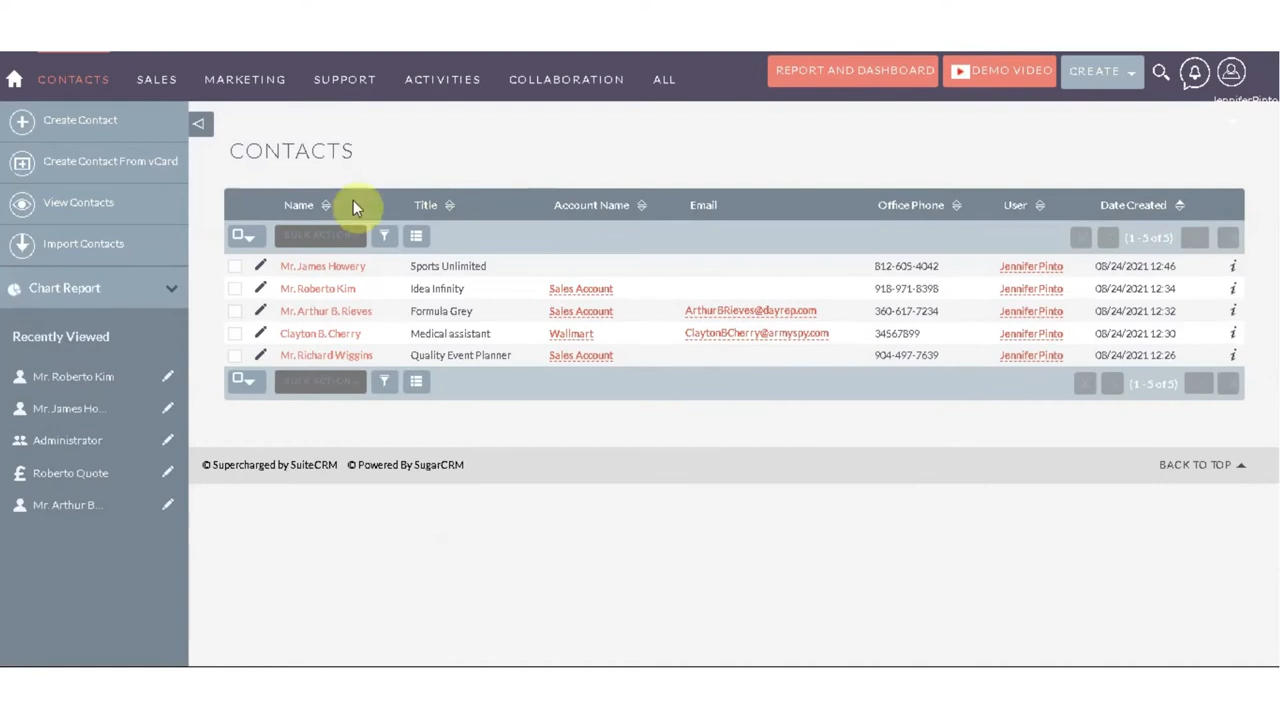 CONTACTS SALES MARKETING SUPPORT ACTIVITIES COLLABORATION ALL REPORT AND DASHBOARD DEMO VIDEO CREATE
JenniferPinto
Create Contact
Create Contact From vCard
View Contacts
Import Contacts
Chart Report
Recently Viewed
Mr. Roberto Kim
Mr. James Ho...
Administrator
Roberto Quote
Mr. Arthur B...
CONTACTS
Name Title Account Name Email Office Phone User Date Created
BULK ACTION (1 - 5 of 5)
Mr. James Howery Sports Unlimited 812-605-4042 Jennifer Pinto 08/24/2021 12:46
Mr. Roberto Kim Idea Infinity Sales Account 918-971-8398 Jennifer Pinto 08/24/2021 12:34
Mr. Arthur B. Rieves Formula Grey Sales Account ArthurBRieves@dayrep.com 360-617-7234 Jennifer Pinto 08/24/2021 12:32
Clayton B. Cherry Medical assistant Wallmart ClaytonBCherry@armyspy.com 34567899 Jennifer Pinto 08/24/2021 12:30
Mr. Richard Wiggins Quality Event Planner Sales Account 904-497-7639 Jennifer Pinto 08/24/2021 12:26
BULK ACTION (1 - 5 of 5)
© Supercharged by SuiteCRM © Powered By SugarCRM BACK TO TOP